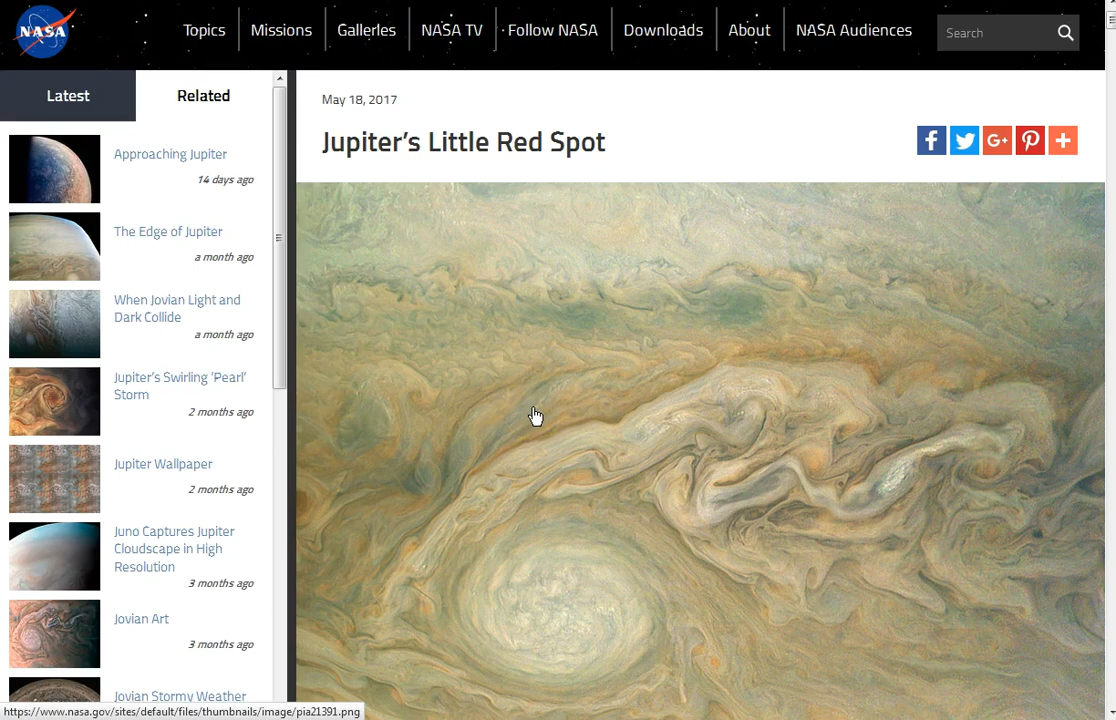 NASA
Topics
Missions
Galleries
NASA TV
Follow NASA
Downloads
About
NASA Audiences
Search
Latest
Related
Approaching Jupiter
14 days ago
The Edge of Jupiter
a month ago
When Jovian Light and
Dark Collide
a month ago
Jupiter's Swirling 'Pearl'
Storm
2 months ago
Jupiter Wallpaper
2 months ago
Juno Captures Jupiter
Cloudscape in High
Resolution
3 months ago
Jovian Art
3 months ago
Jovian Stormy Weather
May 18, 2017
Jupiter's Little Red Spot
f
G+
https://www.nasa.gov/sites/default/files/thumbnails/image/pia21391.png